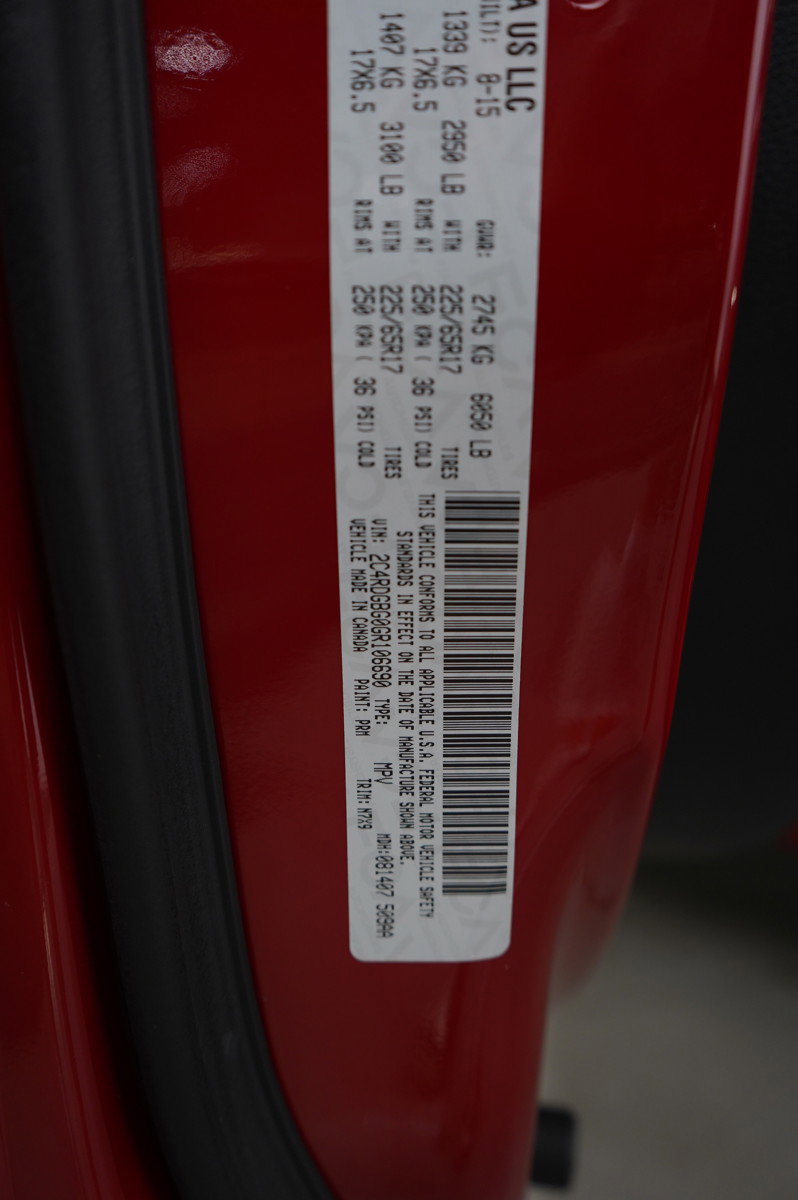 A US LLC
ILT): 8-15 GVWR: 2745 KG 6050 LB
1339 KG 2950 LB WITH 225/65R17 TIRES
17X6.5 RIMS AT 250 KPA ( 36 PSI) COLD
1407 KG 3100 LB WITH 225/65R17 TIRES
17X6.5 RIMS AT 250 KPA ( 36 PSI) COLD
THIS VEHICLE CONFORMS TO ALL APPLICABLE U.S.A. FEDERAL MOTOR VEHICLE SAFETY
STANDARDS IN EFFECT ON THE DATE OF MANUFACTURE SHOWN ABOVE.
VIN: 2C4RDGBG0GR106690 TYPE: MPV MDH:081407 509AA
VEHICLE MADE IN CANADA PAINT: PRM TRIM: M7X9